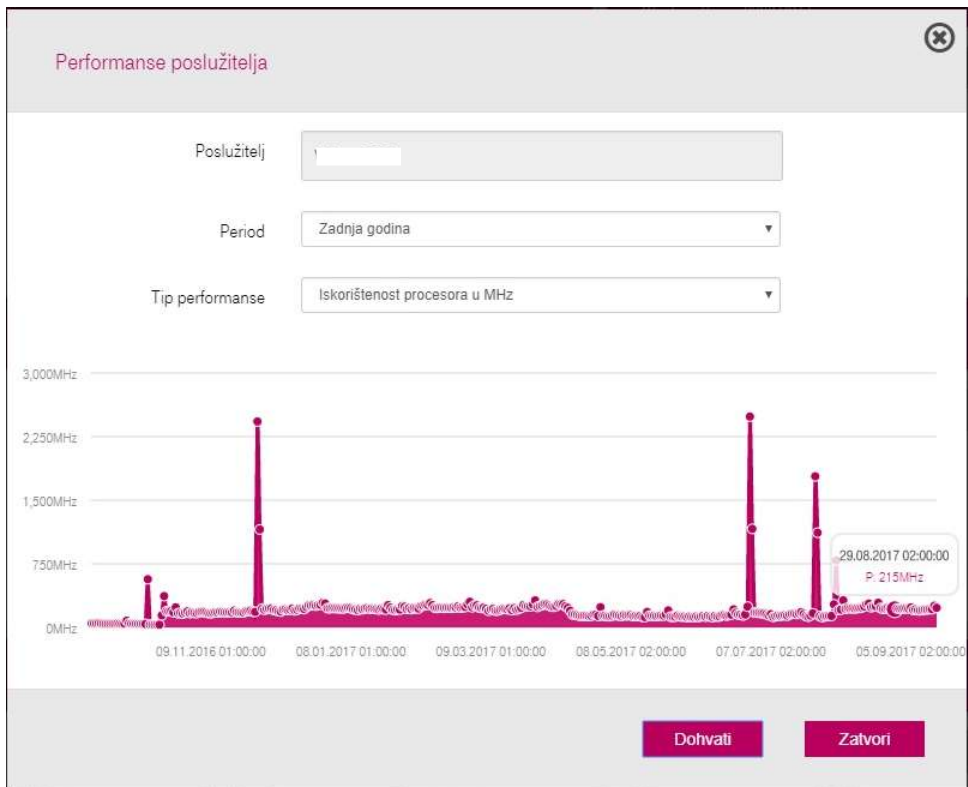 Performanse poslužitelja
Poslužitelj
Period
Zadnja godina
Tip performanse
Iskorištenost procesora u MHz
3,000MHz
2,250MHz
1,500MHz
750MHz
0MHz
29.08.2017 02:00:00
P: 215MHz
09.11.2016 01:00:00
08.01.2017 01:00:00
09.03.2017 01:00:00
08.05.2017 02:00:00
07.07.2017 02:00:00
05.09.2017 02:00:00
Dohvati
Zatvori